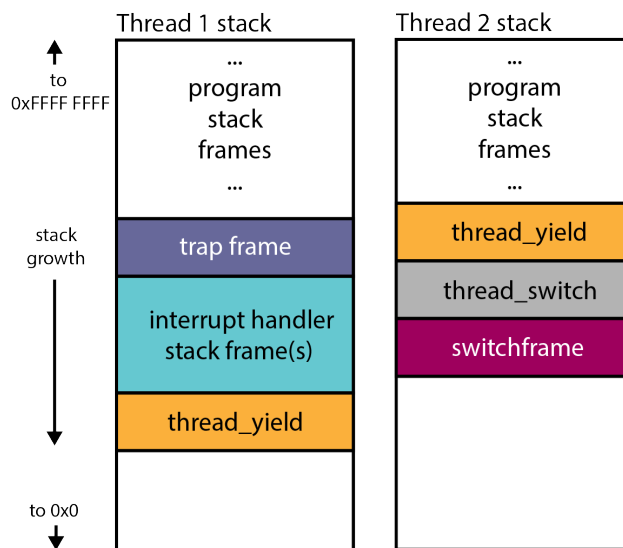 Thread 1 stack
Thread 2 stack
to
0xFFFF FFFF
...
program
stack
frames
...
...
program
stack
frames
...
stack
growth
trap frame
interrupt handler
stack frame(s)
thread_yield
thread_yield
thread_switch
switchframe
to 0x0